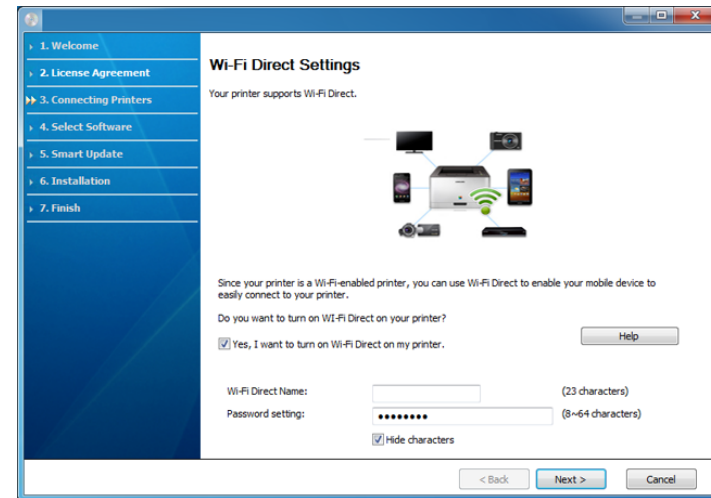 1. Welcome
2. License Agreement
3. Connecting Printers
4. Select Software
5. Smart Update
6. Installation
7. Finish
Wi-Fi Direct Settings
Your printer supports Wi-Fi Direct.
Since your printer is a Wi-Fi-enabled printer, you can use Wi-Fi Direct to enable your mobile device to
easily connect to your printer.
Do you want to turn on WI-Fi Direct on your printer?
Yes, I want to turn on Wi-Fi Direct on my printer.
Help
Wi-Fi Direct Name: (23 characters)
Password setting: •••••••• (8~64 characters)
Hide characters
< Back Next > Cancel